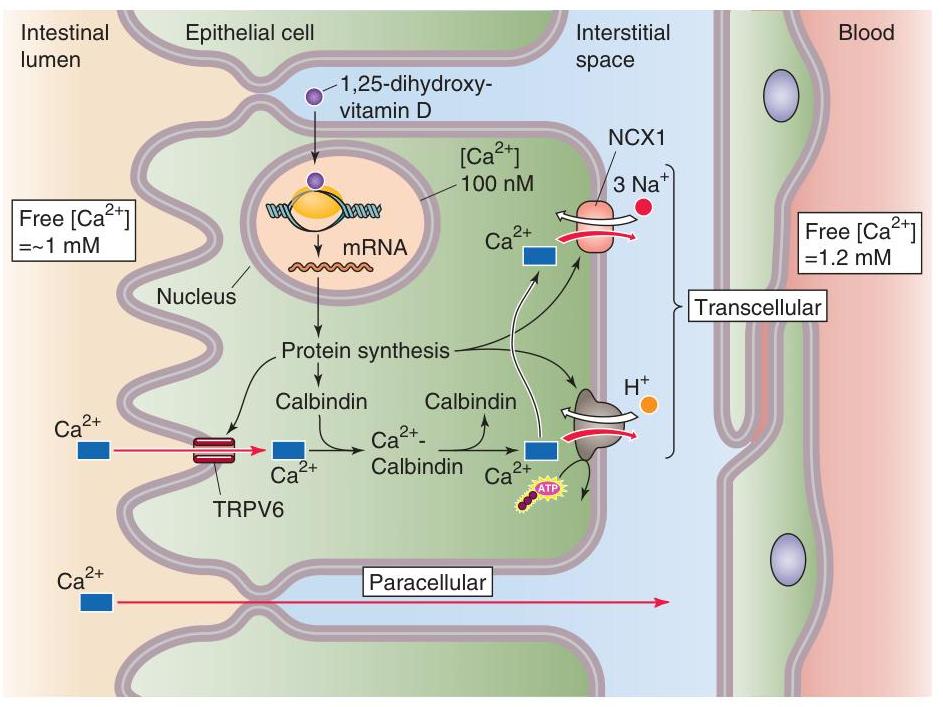 Intestinal
lumen
Epithelial cell
Interstitial
space
Blood
1,25-dihydroxy-
vitamin D
[Ca²⁺]
100 nM
NCX1
3 Na⁺
Free [Ca²⁺]
=~1 mM
mRNA
Ca²⁺
Free [Ca²⁺]
=1.2 mM
Nucleus
Transcellular
Protein synthesis
Calbindin
Calbindin
H⁺
Ca²⁺
Ca²⁺-
Calbindin
Ca²⁺
Ca²⁺
ATP
TRPV6
Ca²⁺
Paracellular